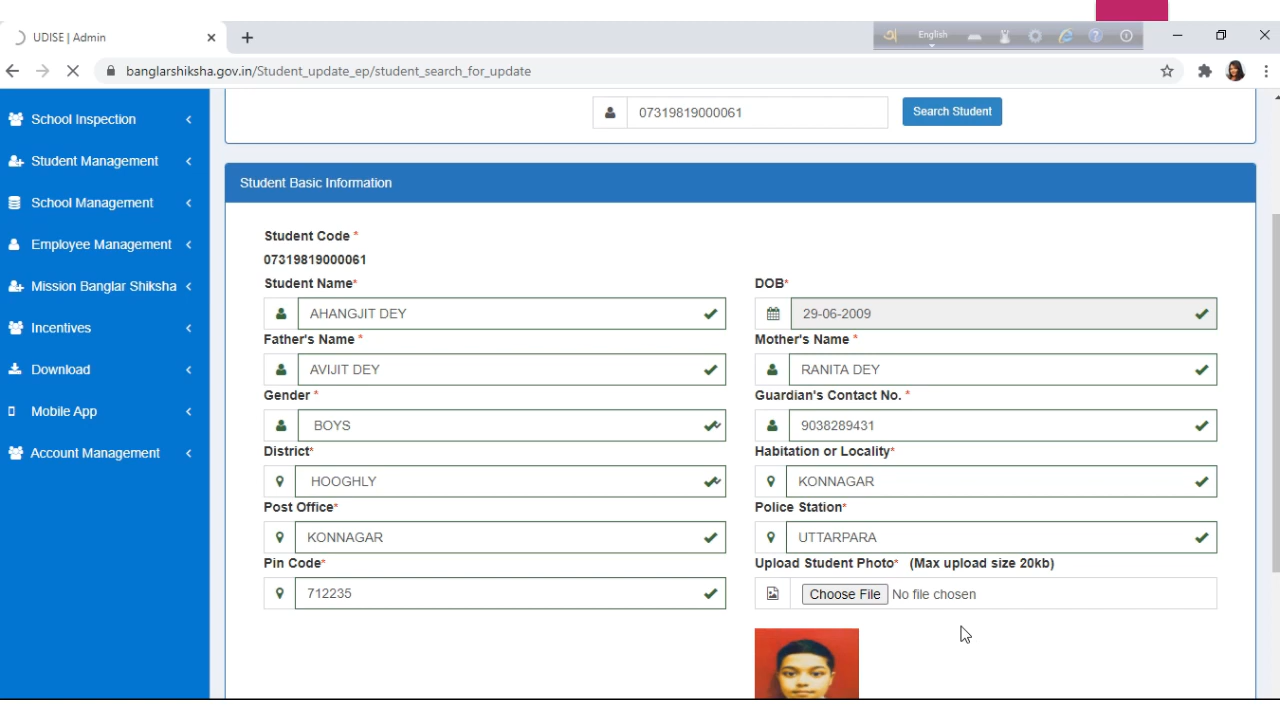 UDISE | Admin
English
banglarshiksha.gov.in/Student_update_ep/student_search_for_update
School Inspection
Student Management
School Management
Employee Management
Mission Banglar Shiksha
Incentives
Download
Mobile App
Account Management
07319819000061
Search Student
Student Basic Information
Student Code *
07319819000061
Student Name*
DOB*
AHANGJIT DEY
29-06-2009
Father's Name *
Mother's Name *
AVIJIT DEY
RANITA DEY
Gender *
Guardian's Contact No. *
BOYS
9038289431
District*
Habitation or Locality*
HOOGHLY
KONNAGAR
Post Office*
Police Station*
KONNAGAR
UTTARPARA
Pin Code*
Upload Student Photo* (Max upload size 20kb)
712235
Choose File No file chosen